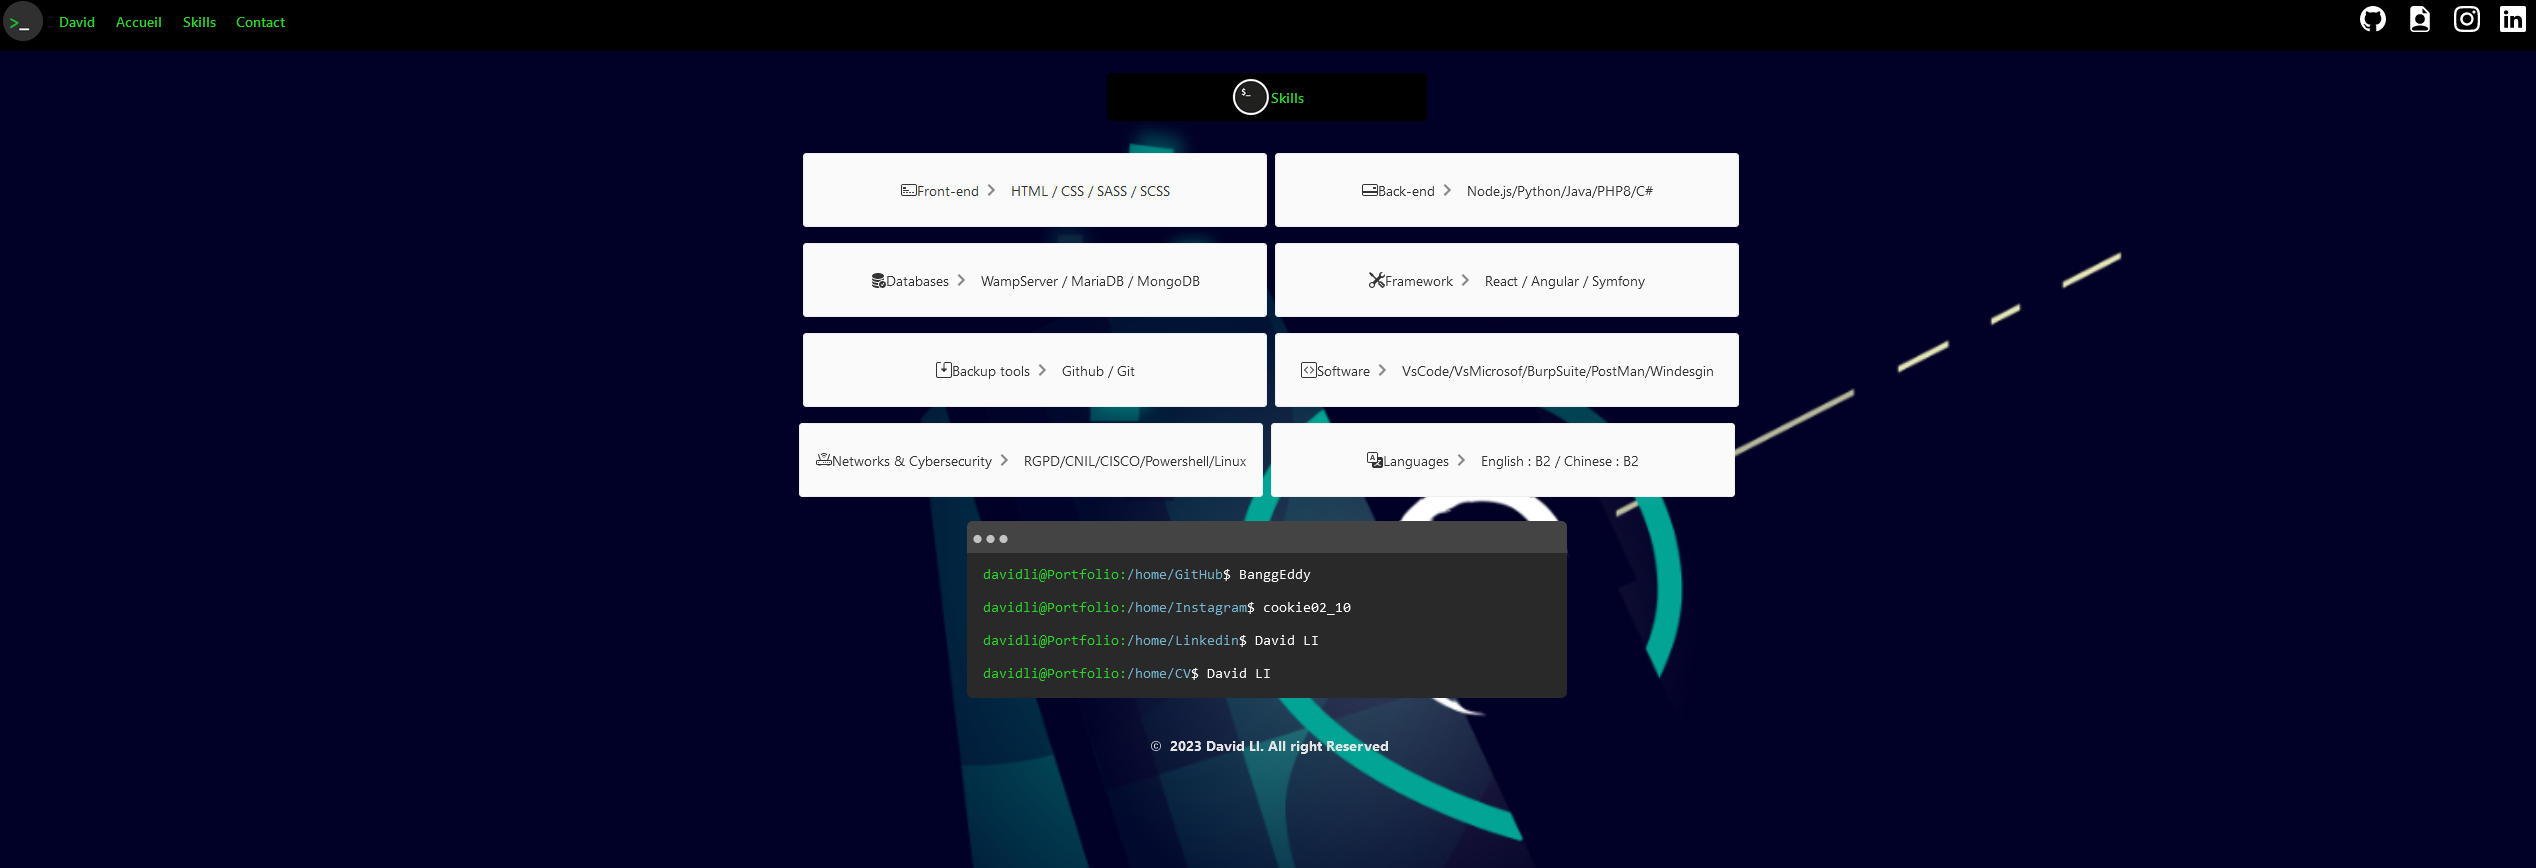 >_ David Accueil Skills Contact
$_ Skills
Front-end > HTML / CSS / SASS / SCSS
Back-end > Node.js/Python/Java/PHP8/C#
Databases > WampServer / MariaDB / MongoDB
Framework > React / Angular / Symfony
Backup tools > Github / Git
Software > VsCode/VsMicrosof/BurpSuite/PostMan/Windesgin
Networks & Cybersecurity > RGPD/CNIL/CISCO/Powershell/Linux
Languages > English : B2 / Chinese : B2
davidli@Portfolio:/home/GitHub$ BanggEddy
davidli@Portfolio:/home/Instagram$ cookie02_10
davidli@Portfolio:/home/Linkedin$ David LI
davidli@Portfolio:/home/CV$ David LI
© 2023 David LI. All right Reserved